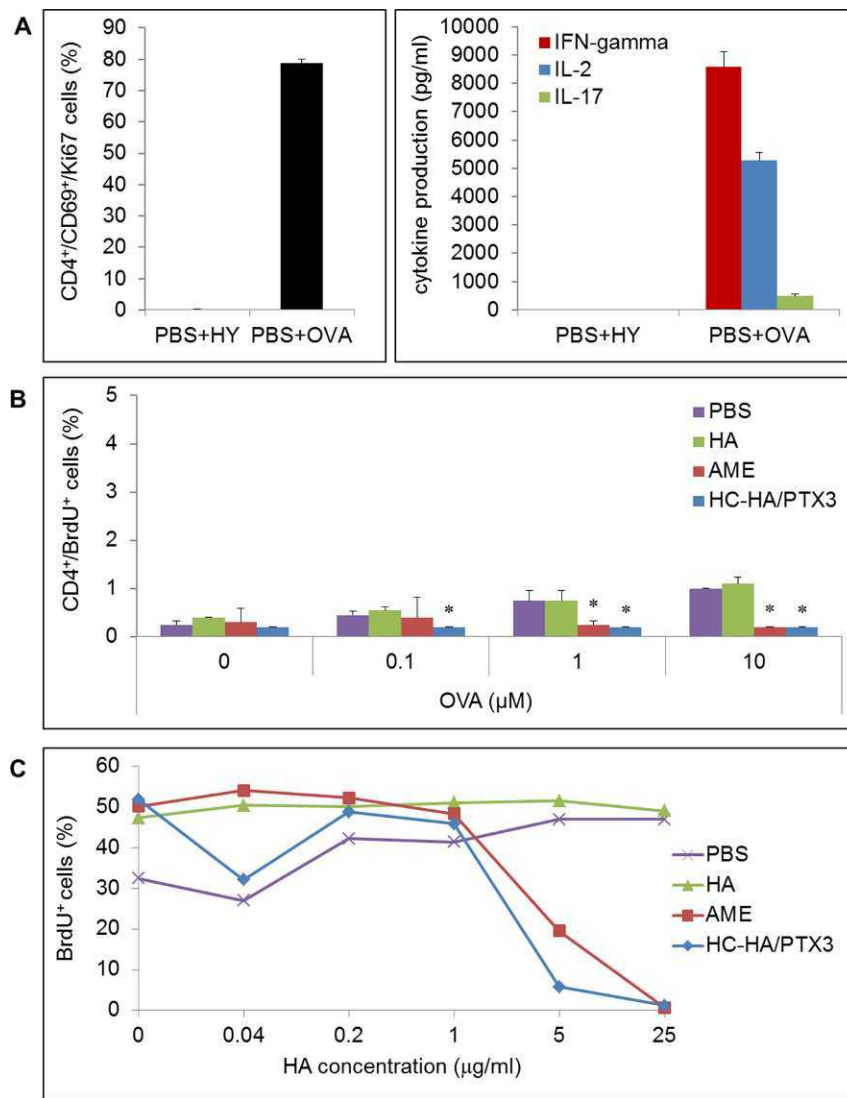 A
CD4⁺/CD69⁺/Ki67 cells (%)
90
80
70
60
50
40
30
20
10
0
PBS+HY PBS+OVA
cytokine production (pg/ml)
10000
9000
8000
7000
6000
5000
4000
3000
2000
1000
0
IFN-gamma
IL-2
IL-17
PBS+HY PBS+OVA
B
CD4⁺/BrdU⁺ cells (%)
5
4
3
2
1
0
PBS
HA
AME
HC-HA/PTX3
*
* *
* *
0 0.1 1 10
OVA (µM)
C
BrdU⁺ cells (%)
60
50
40
30
20
10
0
PBS
HA
AME
HC-HA/PTX3
0 0.04 0.2 1 5 25
HA concentration (µg/ml)